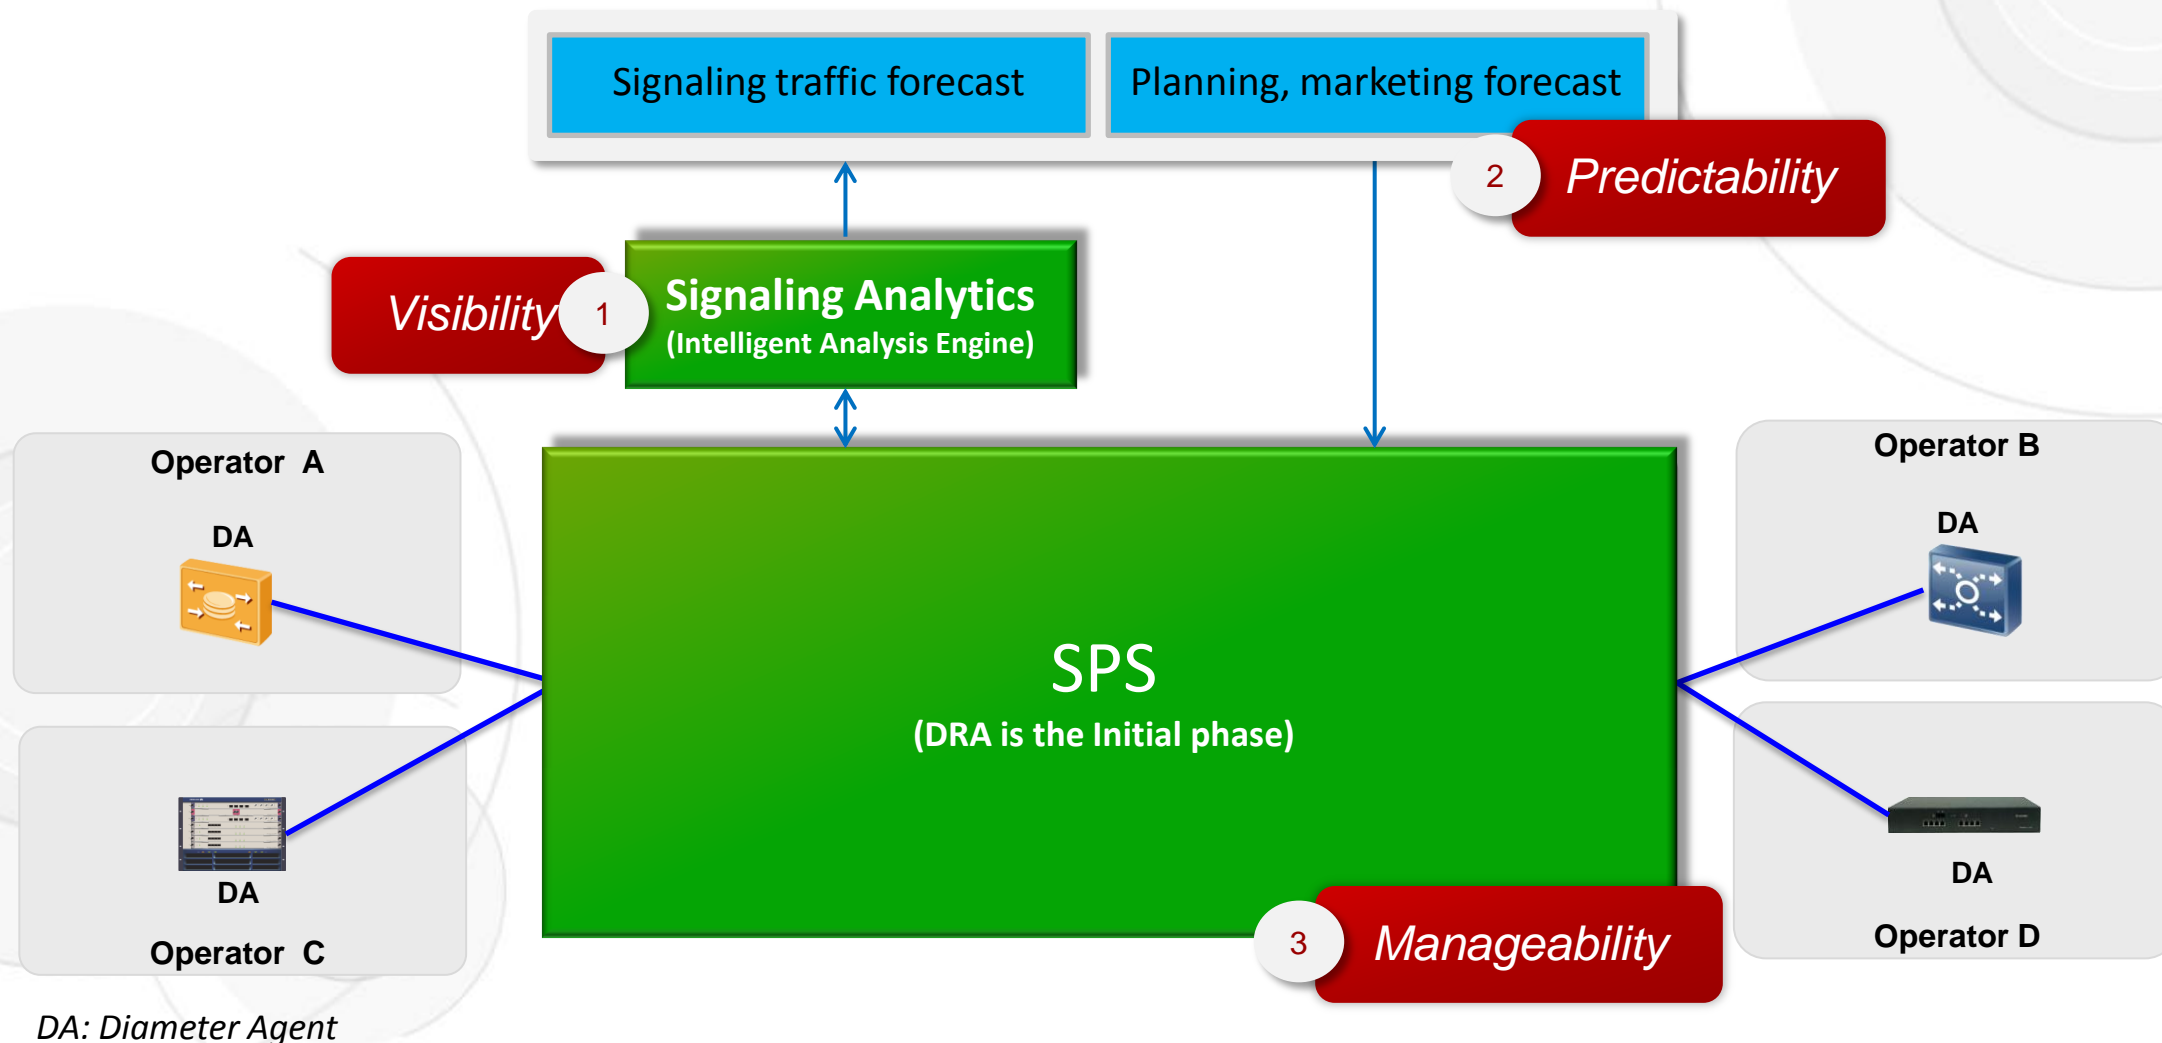 Signaling traffic forecast
Planning, marketing forecast
2
Predictability
Visibility
1
Signaling Analytics
(Intelligent Analysis Engine)
Operator A
DA
Operator B
DA
SPS
(DRA is the Initial phase)
DA
Operator C
DA
Operator D
3
Manageability
DA: Diameter Agent